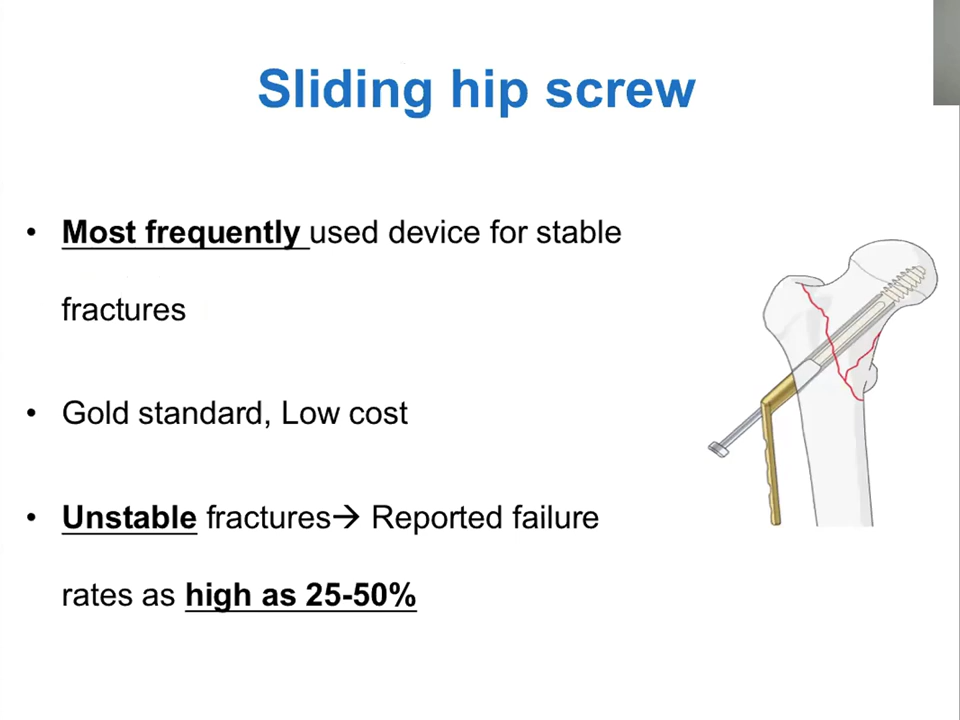 Sliding hip screw
• Most frequently used device for stable
fractures
• Gold standard, Low cost
• Unstable fractures→ Reported failure
rates as high as 25-50%